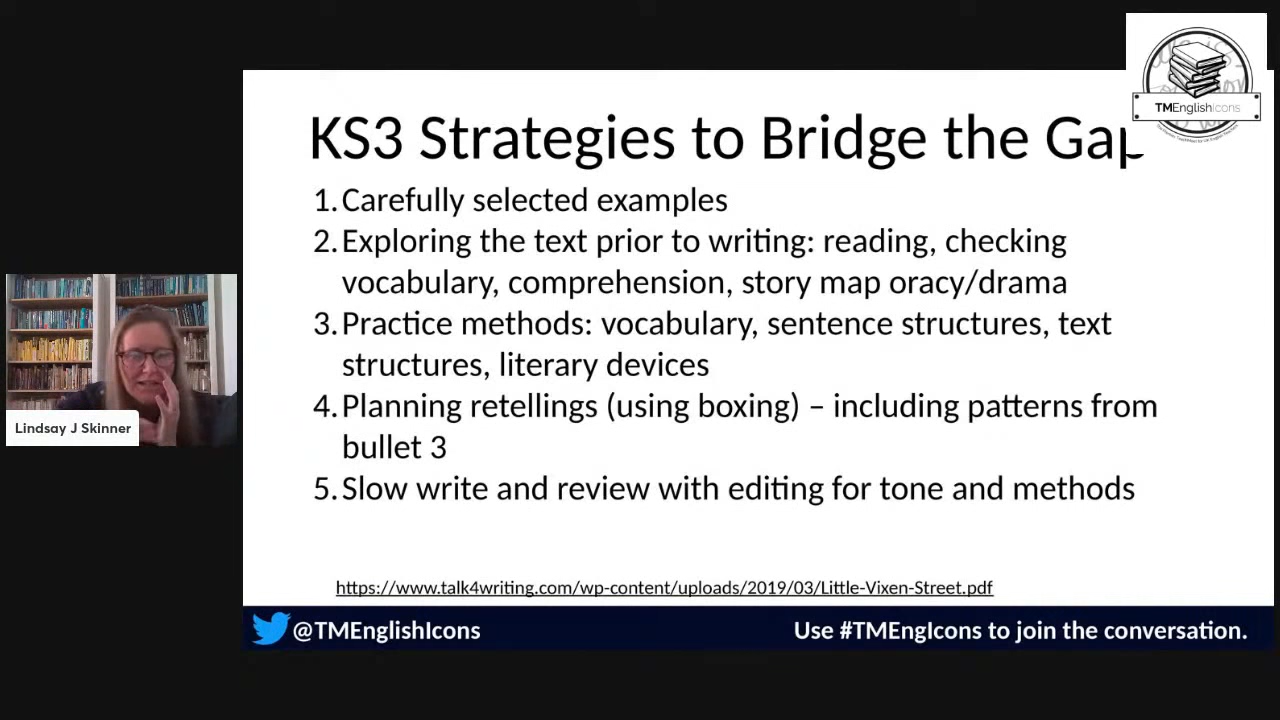 TMEnglishIcons
KS3 Strategies to Bridge the Gap
1. Carefully selected examples
2. Exploring the text prior to writing: reading, checking
vocabulary, comprehension, story map oracy/drama
3. Practice methods: vocabulary, sentence structures, text
structures, literary devices
4. Planning retellings (using boxing) – including patterns from
bullet 3
5. Slow write and review with editing for tone and methods
Lindsay J Skinner
https://www.talk4writing.com/wp-content/uploads/2019/03/Little-Vixen-Street.pdf
@TMEnglishIcons
Use #TMEngIcons to join the conversation.